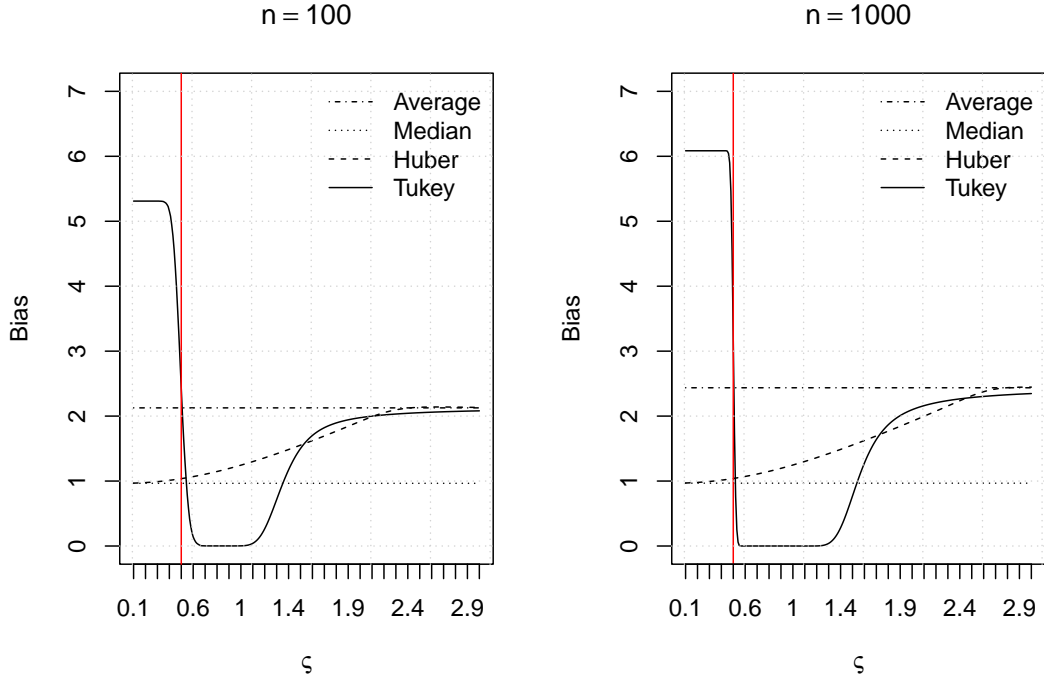 n = 100
7
6
5
4
3
2
1
0
Bias
Average
Median
Huber
Tukey
0.1 0.6 1 1.4 1.9 2.4 2.9
ς
n = 1000
7
6
5
4
3
2
1
0
Bias
Average
Median
Huber
Tukey
0.1 0.6 1 1.4 1.9 2.4 2.9
ς